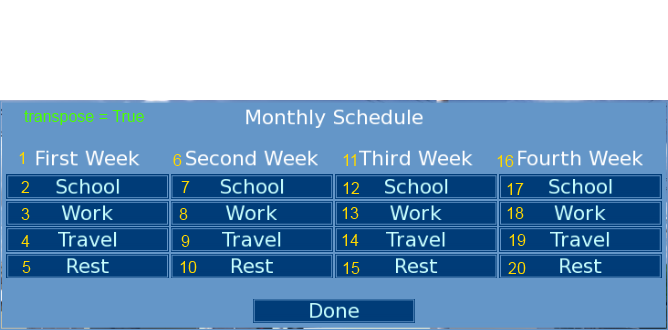 transpose = True
Monthly Schedule
1 First Week 6 Second Week 11 Third Week 16 Fourth Week
2 School 7 School 12 School 17 School
3 Work 8 Work 13 Work 18 Work
4 Travel 9 Travel 14 Travel 19 Travel
5 Rest 10 Rest 15 Rest 20 Rest
Done